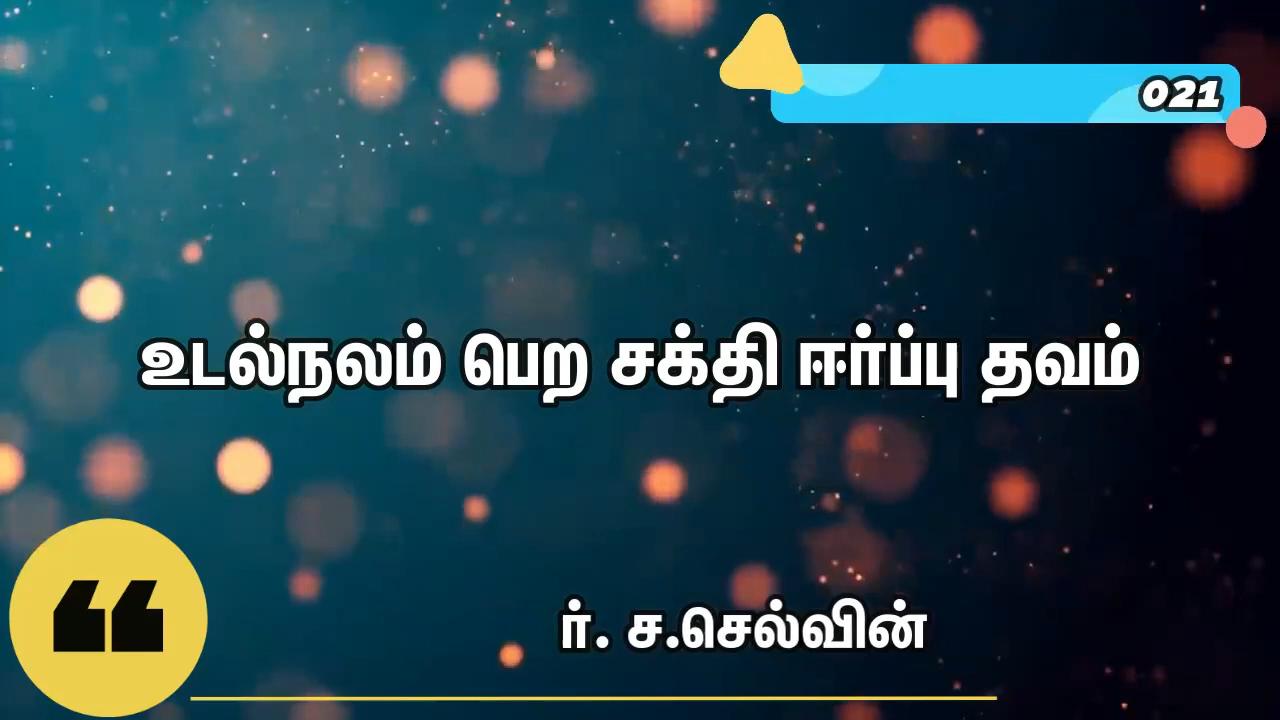 021
உடல்நலம் பெற சக்தி ஈர்ப்பு தவம்
ர். ச.செல்வின்